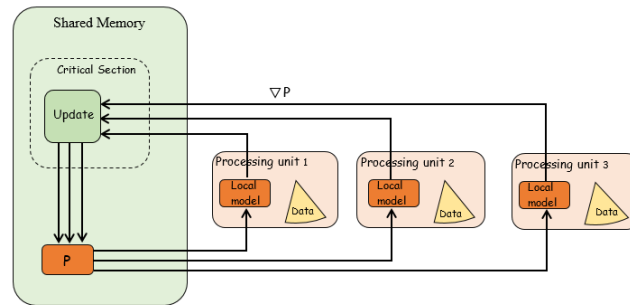 Shared Memory
Critical Section
Update
▽P
Processing unit 1
Local
model
Data
Processing unit 2
Local
model
Data
Processing unit 3
Local
model
Data
P